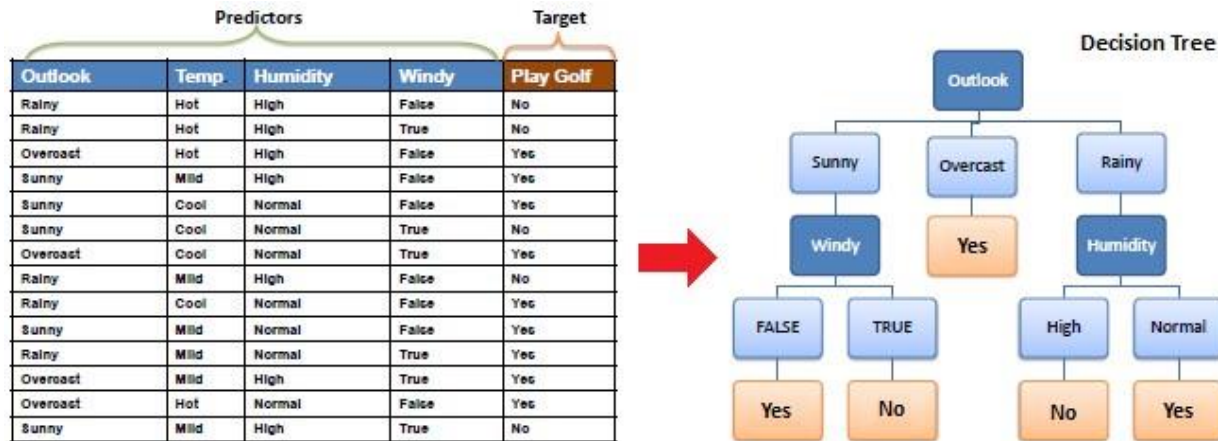 Predictors Target
Outlook Temp. Humidity Windy Play Golf
Rainy Hot High False No
Rainy Hot High True No
Overcast Hot High False Yes
Sunny Mild High False Yes
Sunny Cool Normal False Yes
Sunny Cool Normal True No
Overcast Cool Normal True Yes
Rainy Mild High False No
Rainy Cool Normal False Yes
Sunny Mild Normal False Yes
Rainy Mild Normal True Yes
Overcast Mild High True Yes
Overcast Hot Normal False Yes
Sunny Mild High True No
Decision Tree
Outlook
Sunny Overcast Rainy
Windy Yes Humidity
FALSE TRUE High Normal
Yes No No Yes